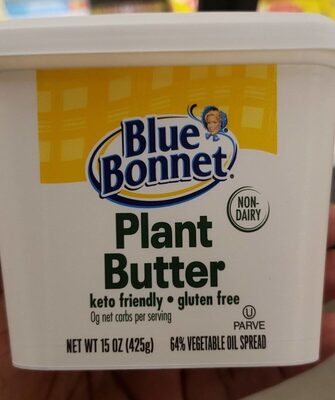 Blue
Bonnet®
NON-
DAIRY
Plant
Butter
keto friendly • gluten free
0g net carbs per serving
U
PARVE
NET WT 15 OZ (425g) 64% VEGETABLE OIL SPREAD